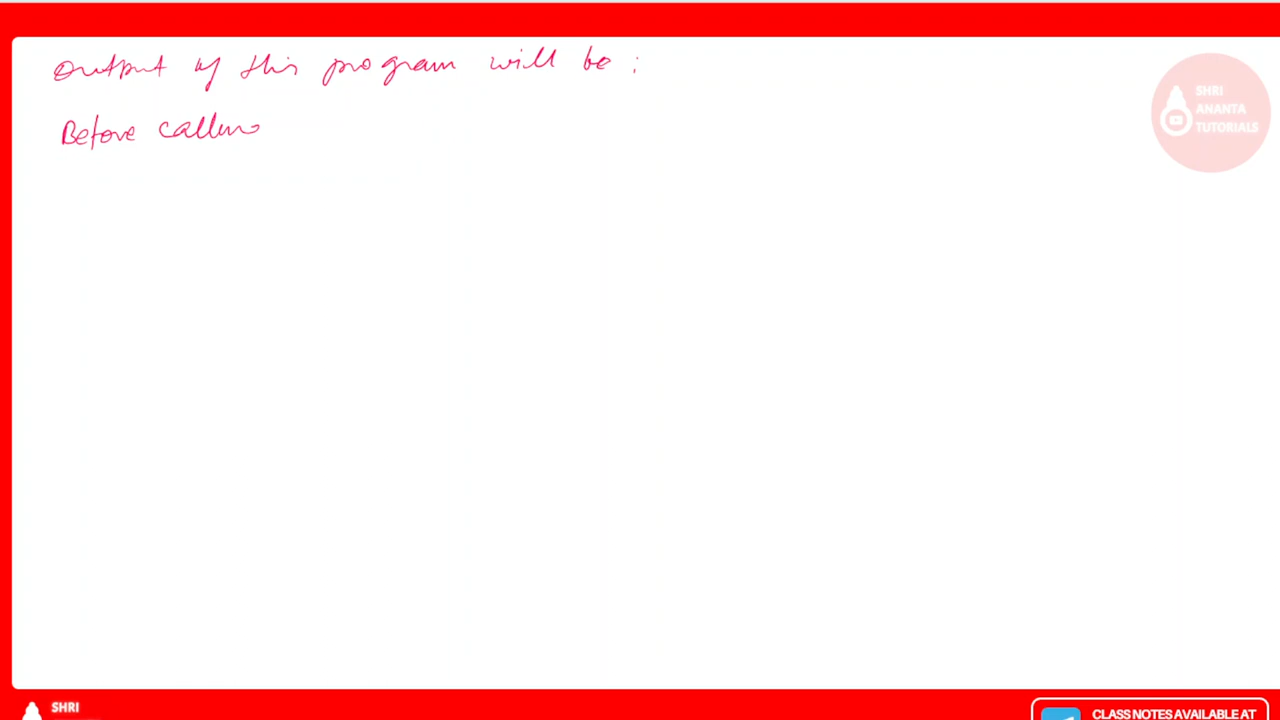 output of this program will be :
Before callin
SHRI
ANANTA
TUTORIALS
SHRI
CLASS NOTES AVAILABLE AT